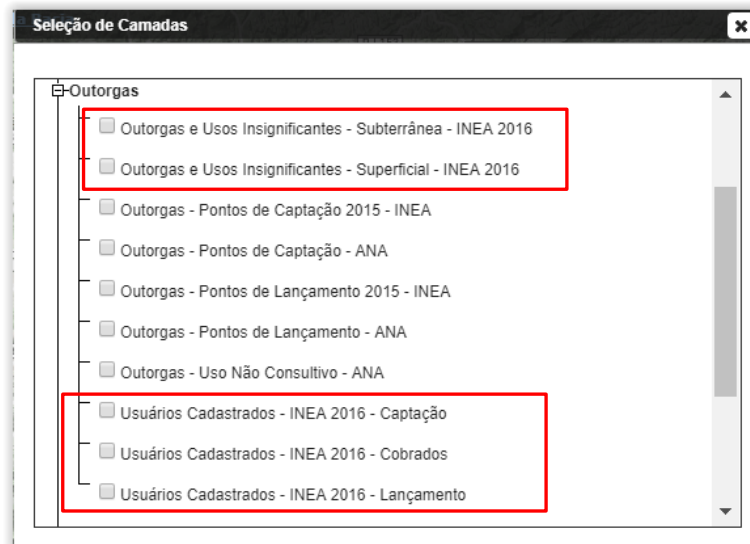 Seleção de Camadas
Outorgas
Outorgas e Usos Insignificantes - Subterrânea - INEA 2016
Outorgas e Usos Insignificantes - Superficial - INEA 2016
Outorgas - Pontos de Captação 2015 - INEA
Outorgas - Pontos de Captação - ANA
Outorgas - Pontos de Lançamento 2015 - INEA
Outorgas - Pontos de Lançamento - ANA
Outorgas - Uso Não Consultivo - ANA
Usuários Cadastrados - INEA 2016 - Captação
Usuários Cadastrados - INEA 2016 - Cobrados
Usuários Cadastrados - INEA 2016 - Lançamento